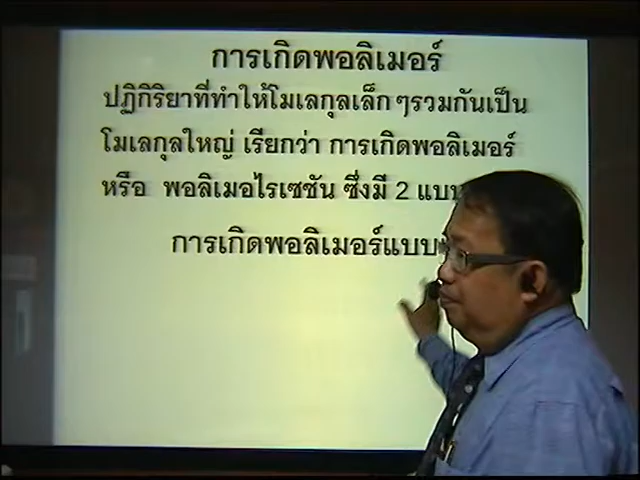 การเกิดพอลิเมอร์
ปฏิกิริยาที่ทำให้โมเลกุลเล็กๆรวมกันเป็น
โมเลกุลใหญ่ เรียกว่า การเกิดพอลิเมอร์
หรือ พอลิเมอไรเซชัน ซึ่งมี 2 แบบ
การเกิดพอลิเมอร์แบบ